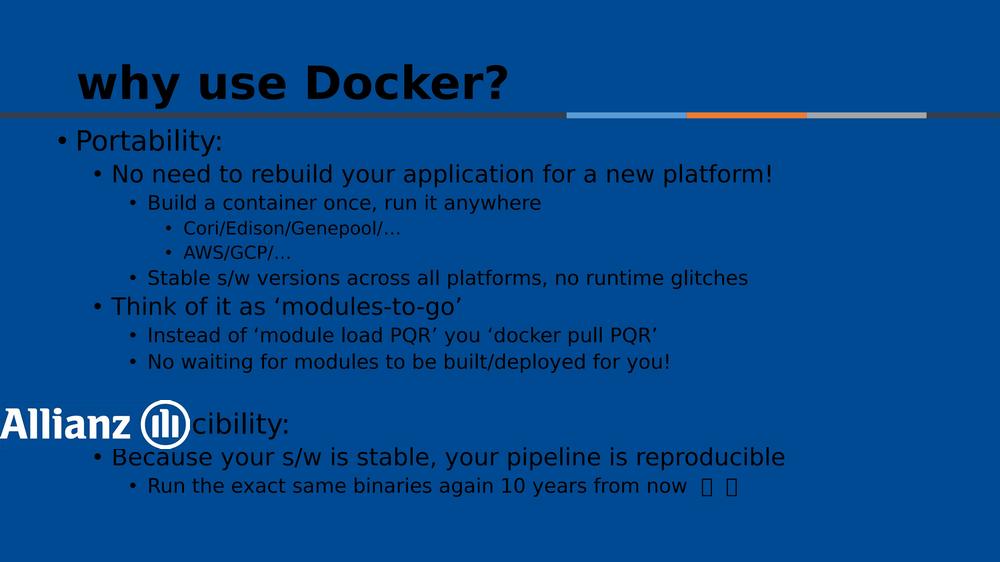 why use Docker?
• Portability:
• No need to rebuild your application for a new platform!
• Build a container once, run it anywhere
• Cori/Edison/Genepool/…
• AWS/GCP/…
• Stable s/w versions across all platforms, no runtime glitches
• Think of it as ‘modules-to-go’
• Instead of ‘module load PQR’ you ‘docker pull PQR’
• No waiting for modules to be built/deployed for you!
Allianz cibility:
• Because your s/w is stable, your pipeline is reproducible
• Run the exact same binaries again 10 years from now